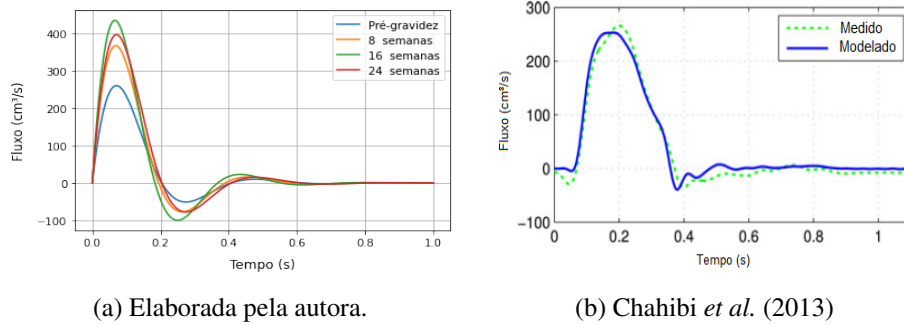 Fluxo (cm³/s)
400
300
200
100
0
−100
0.0
0.2
0.4
0.6
0.8
1.0
Tempo (s)
Pré-gravidez
8 semanas
16 semanas
24 semanas
(a) Elaborada pela autora.
Fluxo (cm³/s)
300
200
100
0
-100
0
0.2
0.4
0.6
0.8
1
Tempo (s)
Medido
Modelado
(b) Chahibi et al. (2013)